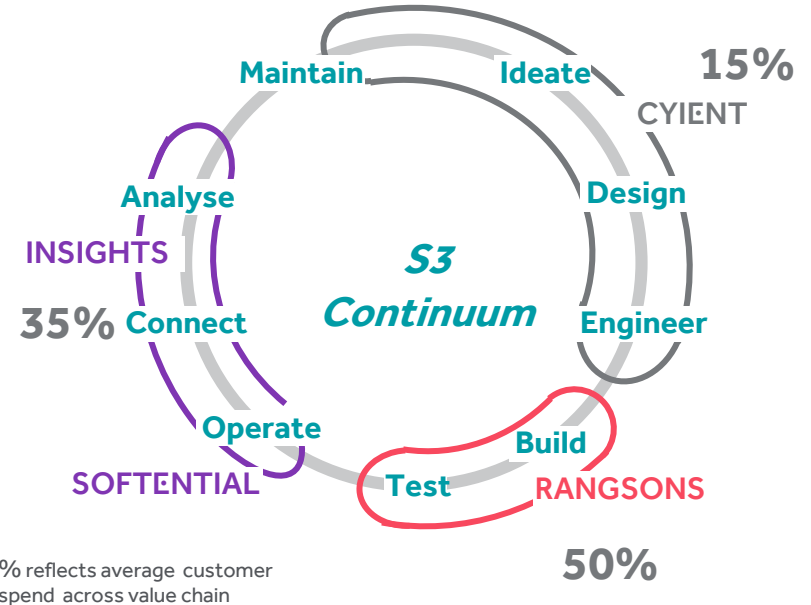 Maintain
Ideate
15%
CYIENT
Analyse
Design
INSIGHTS
S3
Continuum
35%
Connect
Engineer
Operate
Build
SOFTENTIAL
Test
RANGSONS
% reflects average customer
spend across value chain
50%